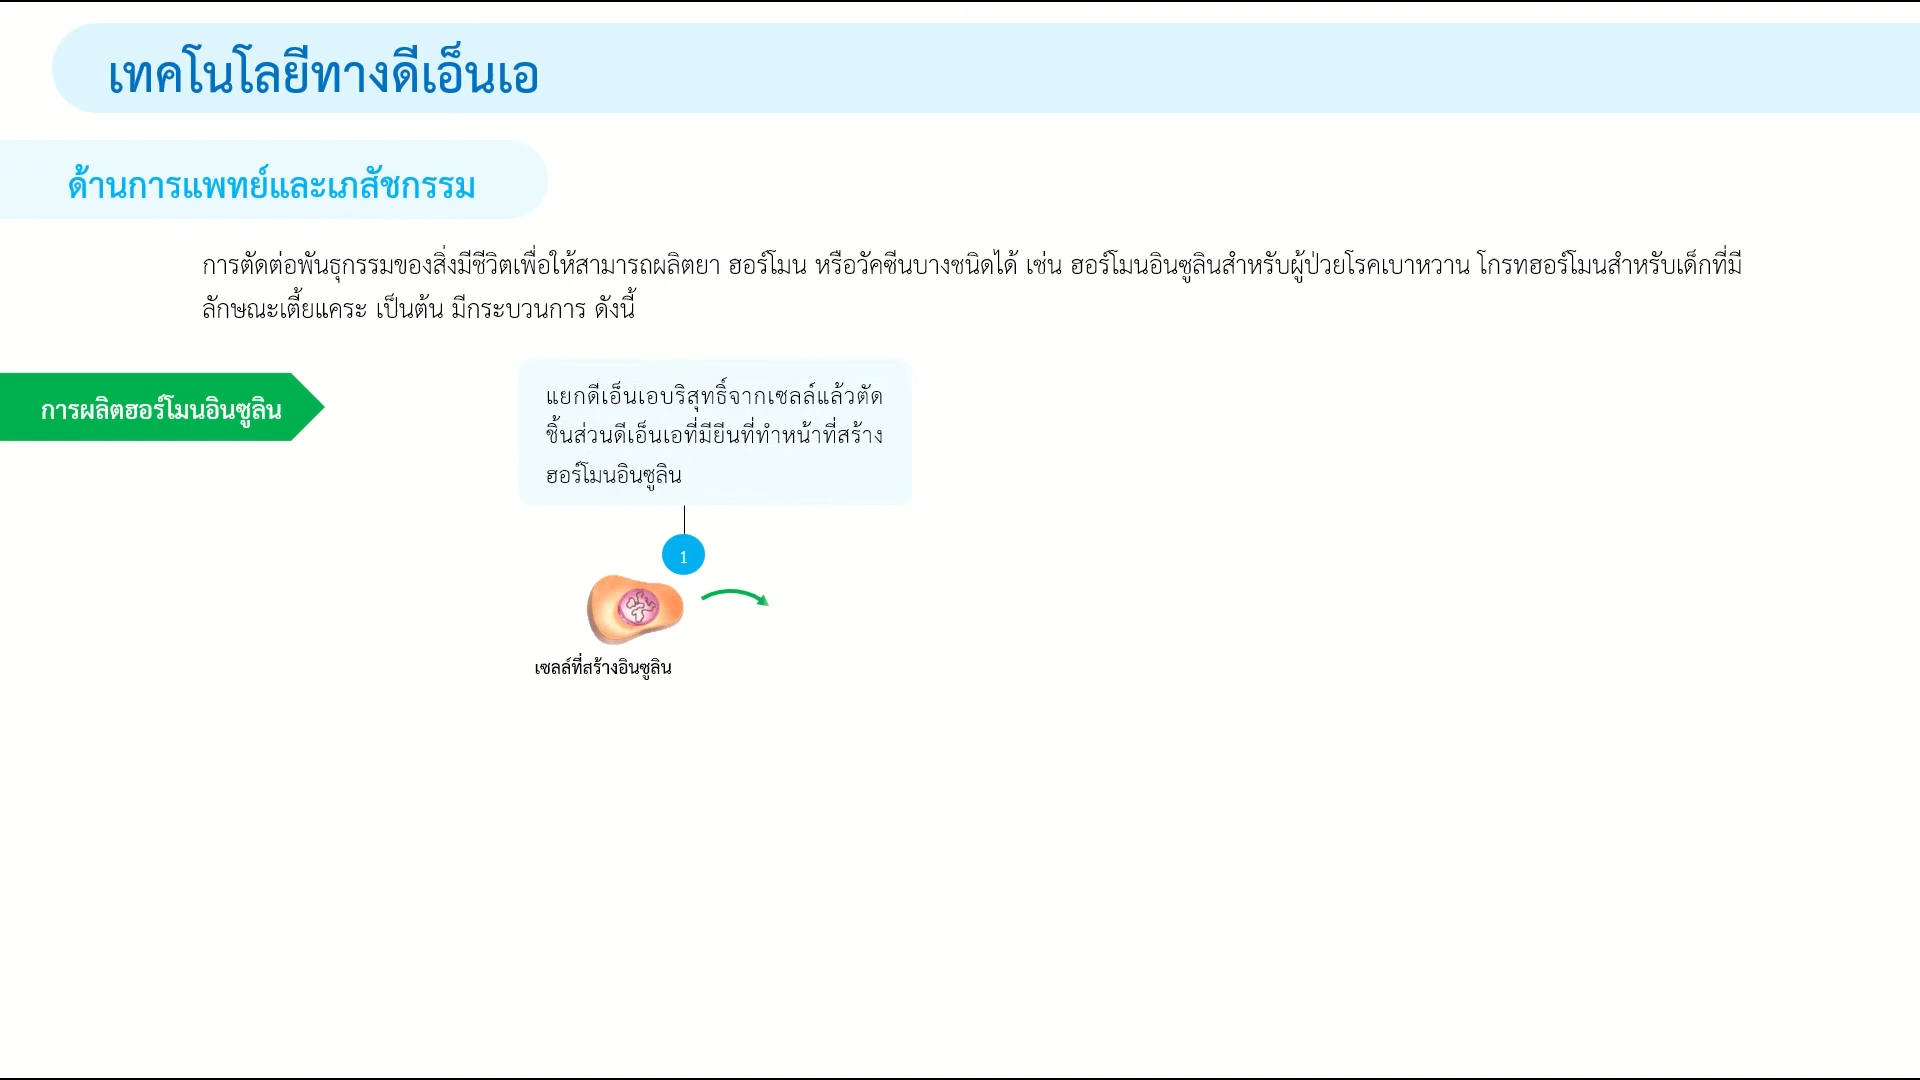 เทคโนโลยีทางดีเอ็นเอ
ด้านการแพทย์และเภสัชกรรม
การตัดต่อพันธุกรรมของสิ่งมีชีวิตเพื่อให้สามารถผลิตยา ฮอร์โมน หรือวัคซีนบางชนิดได้ เช่น ฮอร์โมนอินซูลินสำหรับผู้ป่วยโรคเบาหวาน โกรทฮอร์โมนสำหรับเด็กที่มี
ลักษณะเตี้ยแคระ เป็นต้น มีกระบวนการ ดังนี้
การผลิตฮอร์โมนอินซูลิน
แยกดีเอ็นเอบริสุทธิ์จากเซลล์แล้วตัด
ชิ้นส่วนดีเอ็นเอที่มียีนที่ทำหน้าที่สร้าง
ฮอร์โมนอินซูลิน
1
เซลล์ที่สร้างอินซูลิน